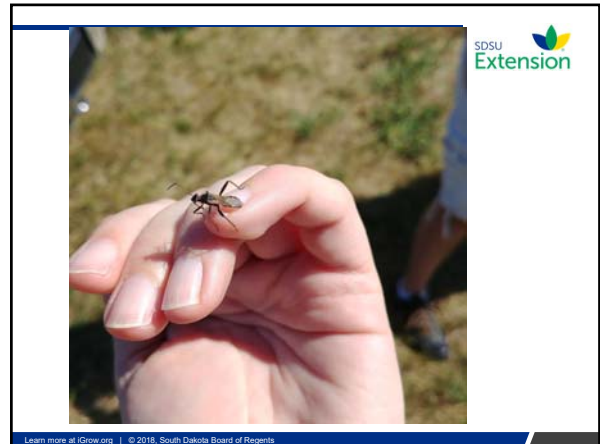 SDSU
Extension
Learn more at iGrow.org | © 2018, South Dakota Board of Regents